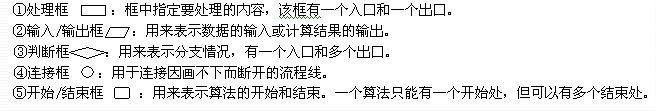 ①处理框 ：框中指定要处理的内容，该框有一个入口和一个出口。
②输入/输出框 ：用来表示数据的输入或计算结果的输出。
③判断框 ：用来表示分支情况，有一个入口和多个出口。
④连接框 ：用于连接因画不下而断开的流程线。
⑤开始/结束框 ：用来表示算法的开始和结束。一个算法只能有一个开始处，但可以有多个结束处。